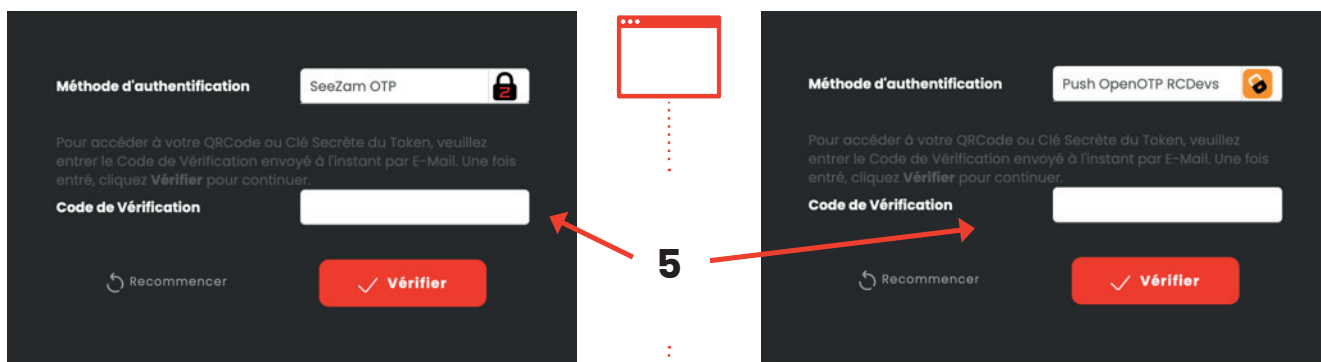 Méthode d'authentification
SeeZam OTP
2
Pour accéder à votre QRCode ou Clé Secrète du Token, veuillez
entrer le Code de Vérification envoyé à l'instant par E-Mail. Une fois
entré, cliquez Vérifier pour continuer.
Code de Vérification
Recommencer
Vérifier
5
Méthode d'authentification
Push OpenOTP RCDevs
Pour accéder à votre QRCode ou Clé Secrète du Token, veuillez
entrer le Code de Vérification envoyé à l'instant par E-Mail. Une fois
entré, cliquez Vérifier pour continuer.
Code de Vérification
Recommencer
Vérifier